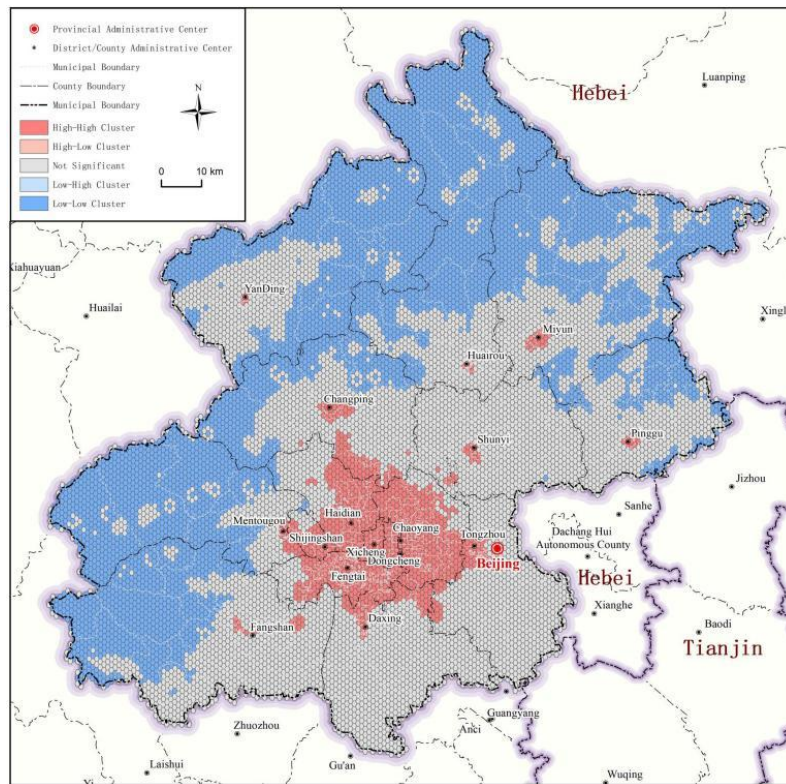 Provincial Administrative Center
District/County Administrative Center
Municipal Boundary
County Boundary
Municipal Boundary
High-High Cluster
High-Low Cluster
Not Significant
Low-High Cluster
Low-Low Cluster
N
0 10 km
Hebei
Luanping
Xiahuayuan
Huailai
YanDing
Miyun
Huairou
Changping
Shunyi
Pinggu
Jizhou
Sanhe
Dachang Hui
Autonomous County
Hebei
Xianghe
Baodi
Tianjin
Mentougou
Haidian
Chaoyang
Shijingshan
Xicheng
Dongcheng
Tongzhou
Beijing
Fengtai
Fangshan
Daxing
Guangyang
Anci
Zhuozhou
Gu'an
Laishui
Wuqing